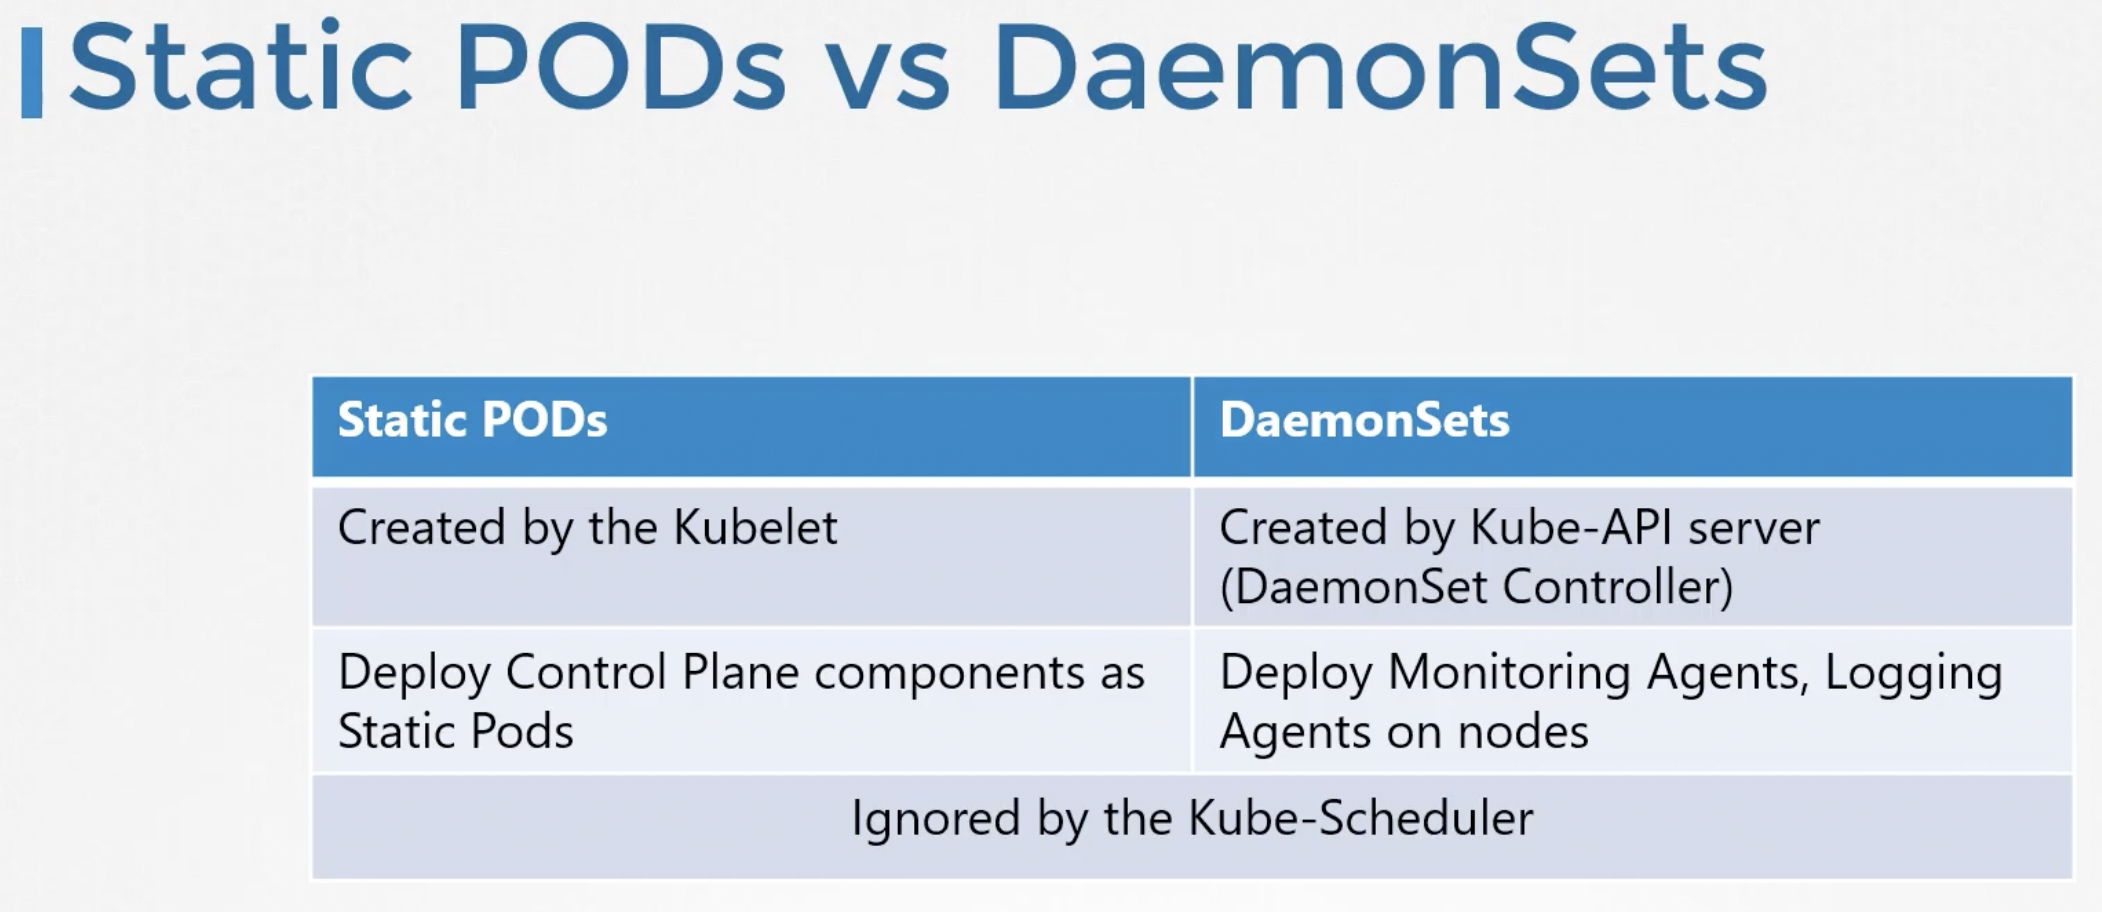 Static PODs vs DaemonSets
Static PODs
DaemonSets
Created by the Kubelet
Created by Kube-API server
(DaemonSet Controller)
Deploy Control Plane components as
Static Pods
Deploy Monitoring Agents, Logging
Agents on nodes
Ignored by the Kube-Scheduler